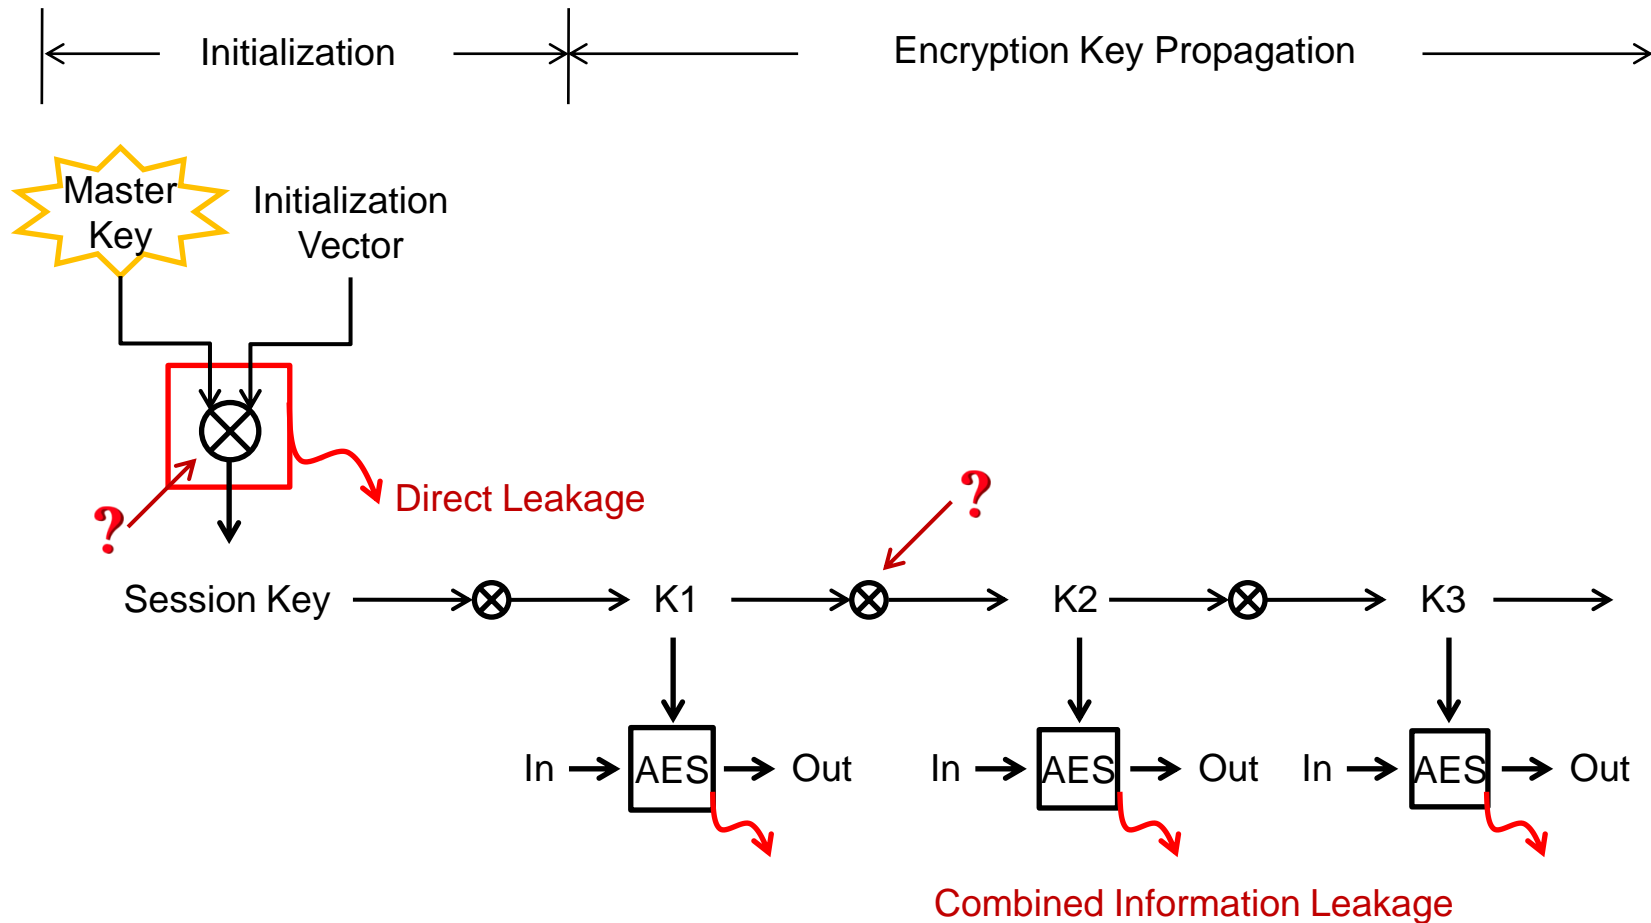 Initialization
Encryption Key Propagation
Master
Key
Initialization
Vector
?
Direct Leakage
?
Session Key
K1
K2
K3
In
AES
Out
In
AES
Out
In
AES
Out
Combined Information Leakage